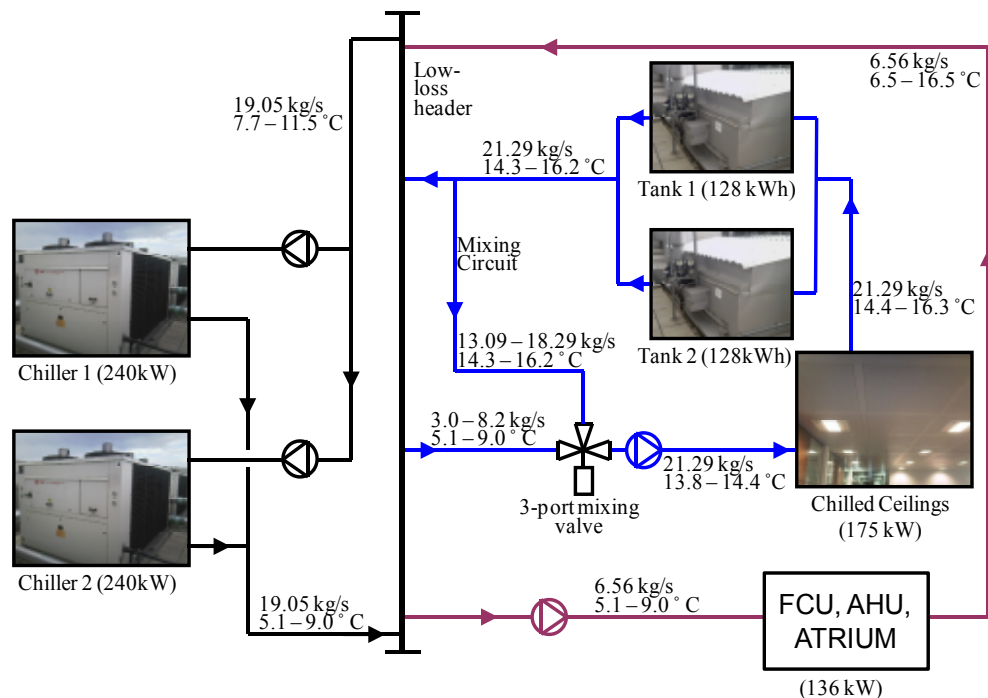 6.56 kg/s
6.5 – 16.5 ˚C
Low-
loss
header
19.05 kg/s
7.7 – 11.5 ˚C
21.29 kg/s
14.3 – 16.2 ˚C
Tank 1 (128 kWh)
Mixing
Circuit
21.29 kg/s
14.4 – 16.3 ˚C
13.09 – 18.29 kg/s
14.3 – 16.2 ˚C
Tank 2 (128kWh)
Chiller 1 (240kW)
3.0 – 8.2 kg/s
5.1 – 9.0 ˚C
21.29 kg/s
13.8 – 14.4 ˚C
3-port mixing
valve
Chilled Ceilings
(175 kW)
Chiller 2 (240kW)
19.05 kg/s
5.1 – 9.0 ˚C
6.56 kg/s
5.1 – 9.0 ˚C
FCU, AHU,
ATRIUM
(136 kW)